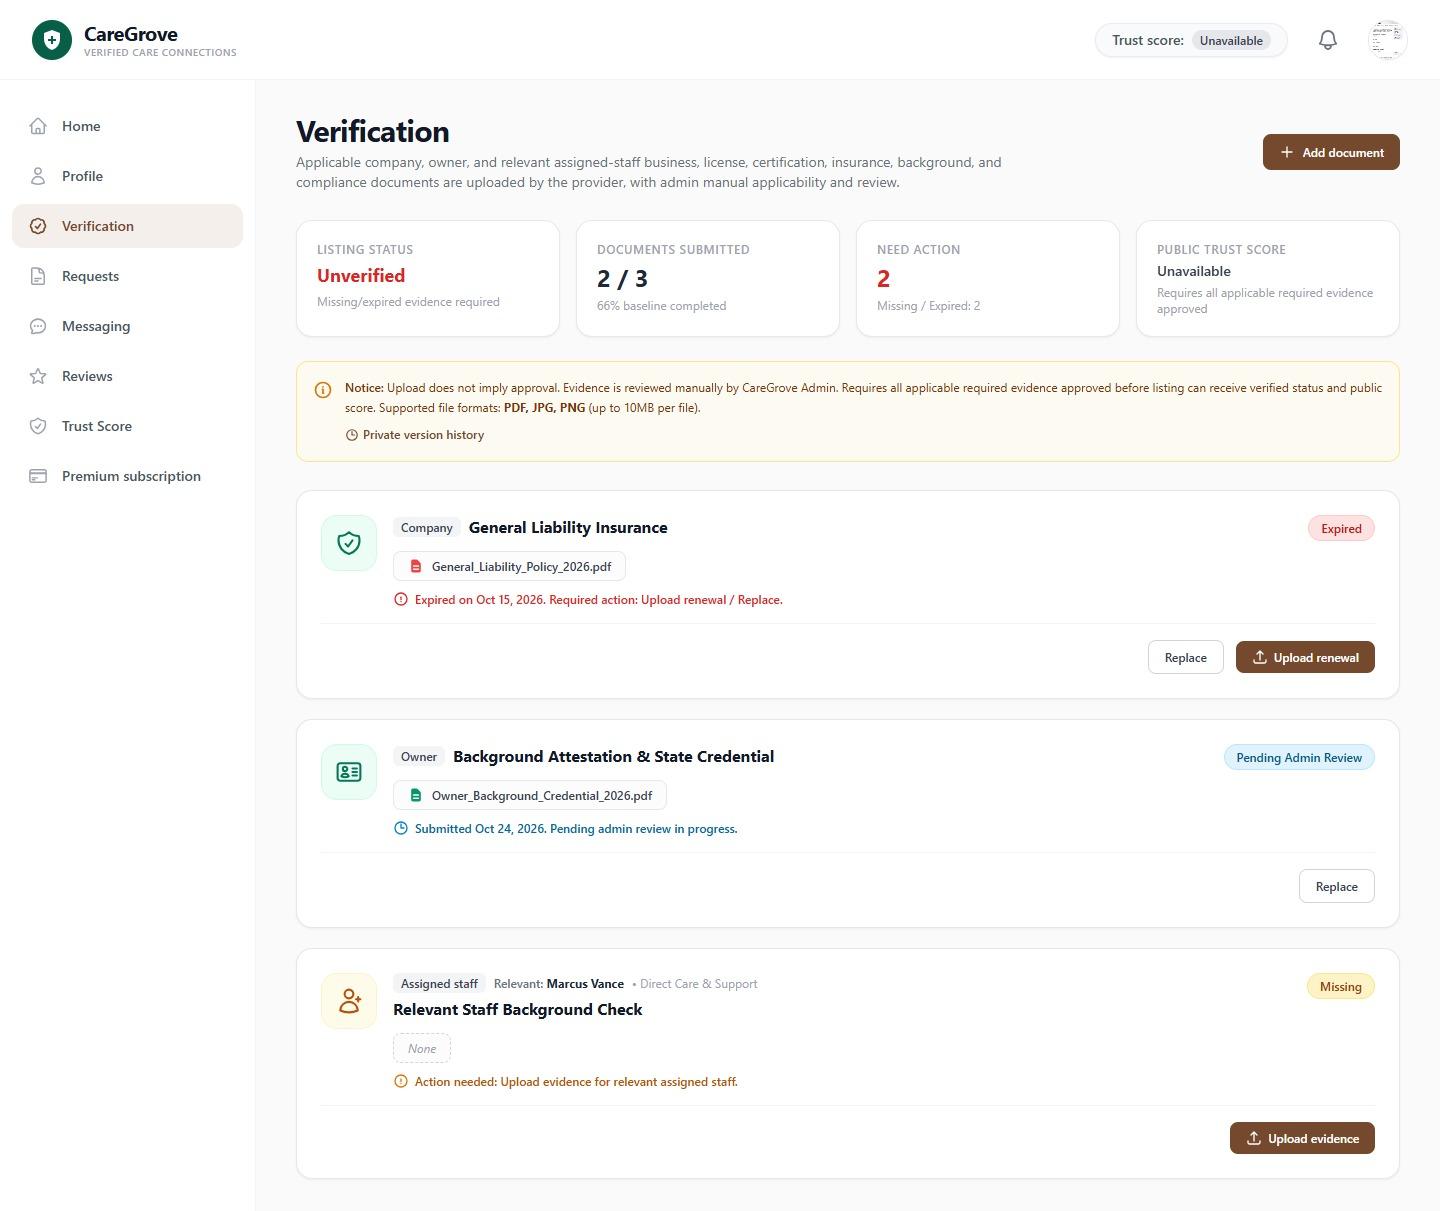 CareGrove
VERIFIED CARE CONNECTIONS
Trust score: Unavailable
Home
Profile
Verification
Requests
Messaging
Reviews
Trust Score
Premium subscription
Verification
Applicable company, owner, and relevant assigned-staff business, license, certification, insurance, background, and
compliance documents are uploaded by the provider, with admin manual applicability and review.
Add document
LISTING STATUS
Unverified
Missing/expired evidence required
DOCUMENTS SUBMITTED
2 / 3
66% baseline completed
NEED ACTION
2
Missing / Expired: 2
PUBLIC TRUST SCORE
Unavailable
Requires all applicable required evidence
approved
Notice: Upload does not imply approval. Evidence is reviewed manually by CareGrove Admin. Requires all applicable required evidence approved before listing can receive verified status and public
score. Supported file formats: PDF, JPG, PNG (up to 10MB per file).
Private version history
Company General Liability Insurance
Expired
General_Liability_Policy_2026.pdf
Expired on Oct 15, 2026. Required action: Upload renewal / Replace.
Replace
Upload renewal
Owner Background Attestation & State Credential
Pending Admin Review
Owner_Background_Credential_2026.pdf
Submitted Oct 24, 2026. Pending admin review in progress.
Replace
Assigned staff Relevant: Marcus Vance • Direct Care & Support
Missing
Relevant Staff Background Check
None
Action needed: Upload evidence for relevant assigned staff.
Upload evidence